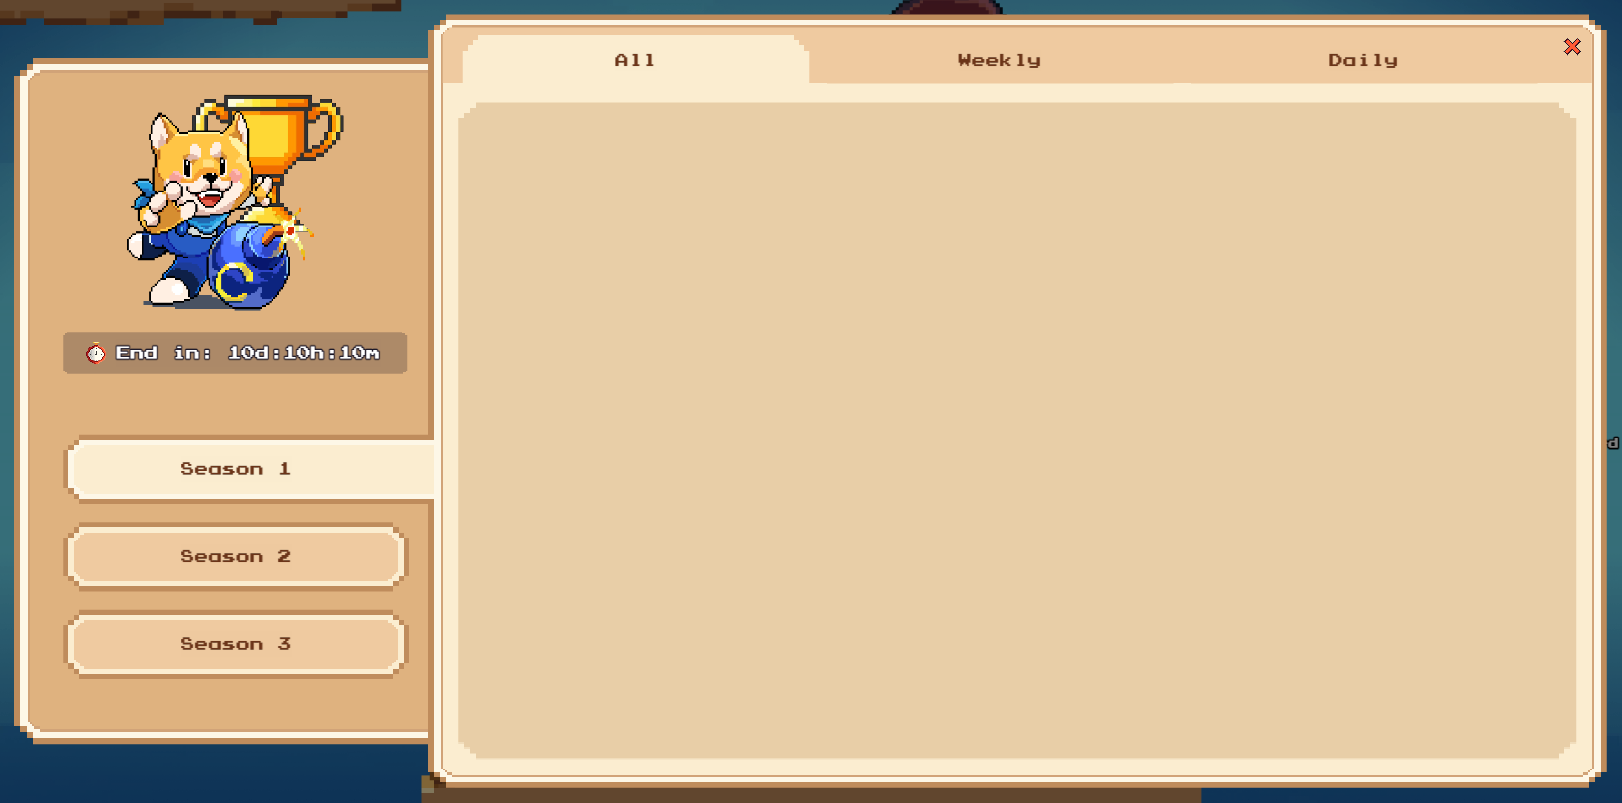 All
Weekly
Daily
End in: 10d:10h:10m
Season 1
Season 2
Season 3
d